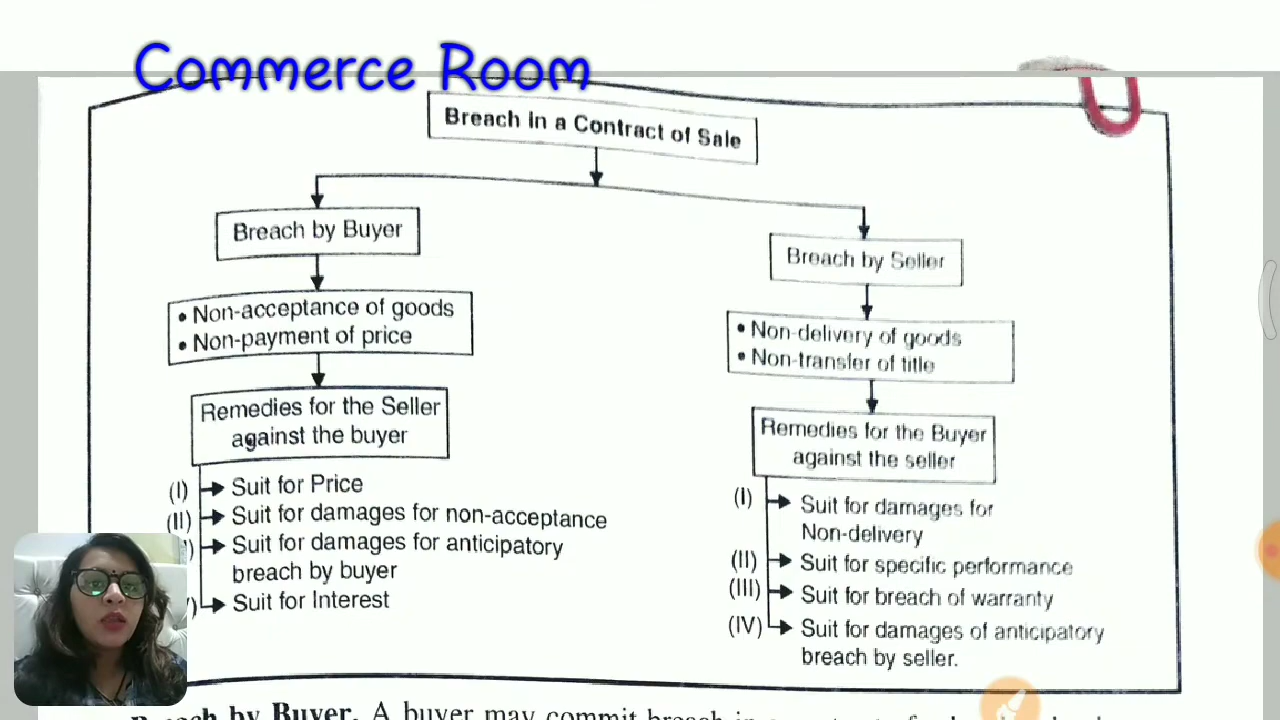 Commerce Room
Breach in a Contract of Sale
Breach by Buyer
• Non-acceptance of goods
• Non-payment of price
Remedies for the Seller
against the buyer
(I) Suit for Price
(II) Suit for damages for non-acceptance
) Suit for damages for anticipatory
breach by buyer
) Suit for Interest
Breach by Seller
• Non-delivery of goods
• Non-transfer of title
Remedies for the Buyer
against the seller
(I) Suit for damages for
Non-delivery
(II) Suit for specific performance
(III) Suit for breach of warranty
(IV) Suit for damages of anticipatory
breach by seller.
Breach by Buyer. A buyer may commit breach in